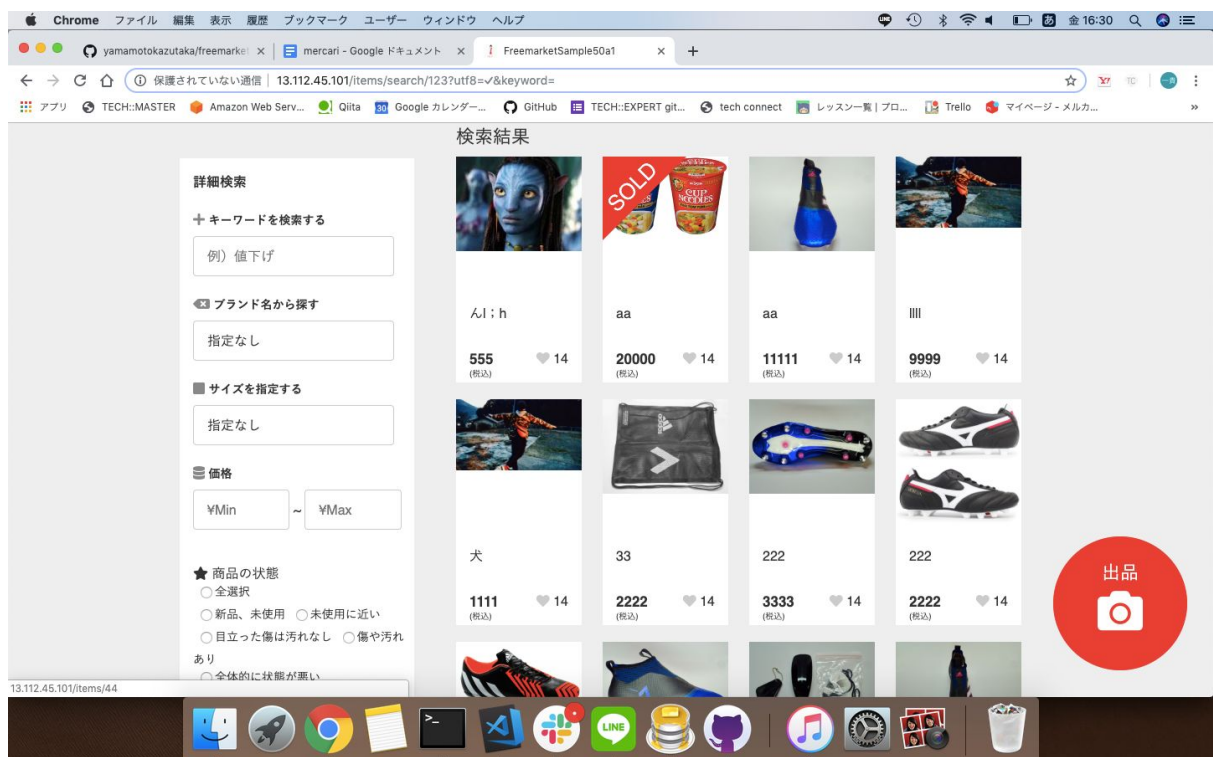 Chrome ファイル 編集 表示 履歴 ブックマーク ユーザー ウィンドウ ヘルプ 金16:30
yamamotokazutaka/freemarke
mercari - Google ドキュメント
FreemarketSample50a1
保護されていない通信 | 13.112.45.101/items/search/123?utf8=✓&keyword=
アプリ TECH::MASTER Amazon Web Serv... Qiita Google カレンダー... GitHub TECH::EXPERT git... tech connect レッスン一覧 | プロ... Trello マイページ - メルカ... »
検索結果
詳細検索
キーワードを検索する
例）値下げ
ブランド名から探す
指定なし
サイズを指定する
指定なし
価格
¥Min ~ ¥Max
商品の状態
全選択
新品、未使用 未使用に近い
目立った傷は汚れなし 傷や汚れ
あり
全体的に状態が悪い
SOLD
CUP
NOODLES
んl；h aa aa llll
555 14 20000 14 11111 14 9999 14
(税込) (税込) (税込) (税込)
adidas
犬 33 222 222
1111 14 2222 14 3333 14 2222 14
(税込) (税込) (税込) (税込)
出品
13.112.45.101/items/44
LINE